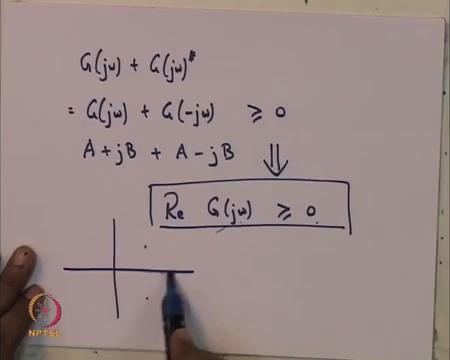 G(jω) + G(jω)*
= G(jω) + G(-jω) ≥ 0
A + jB + A - jB ⇓
Re G(jω) ≥ 0
NPTEL